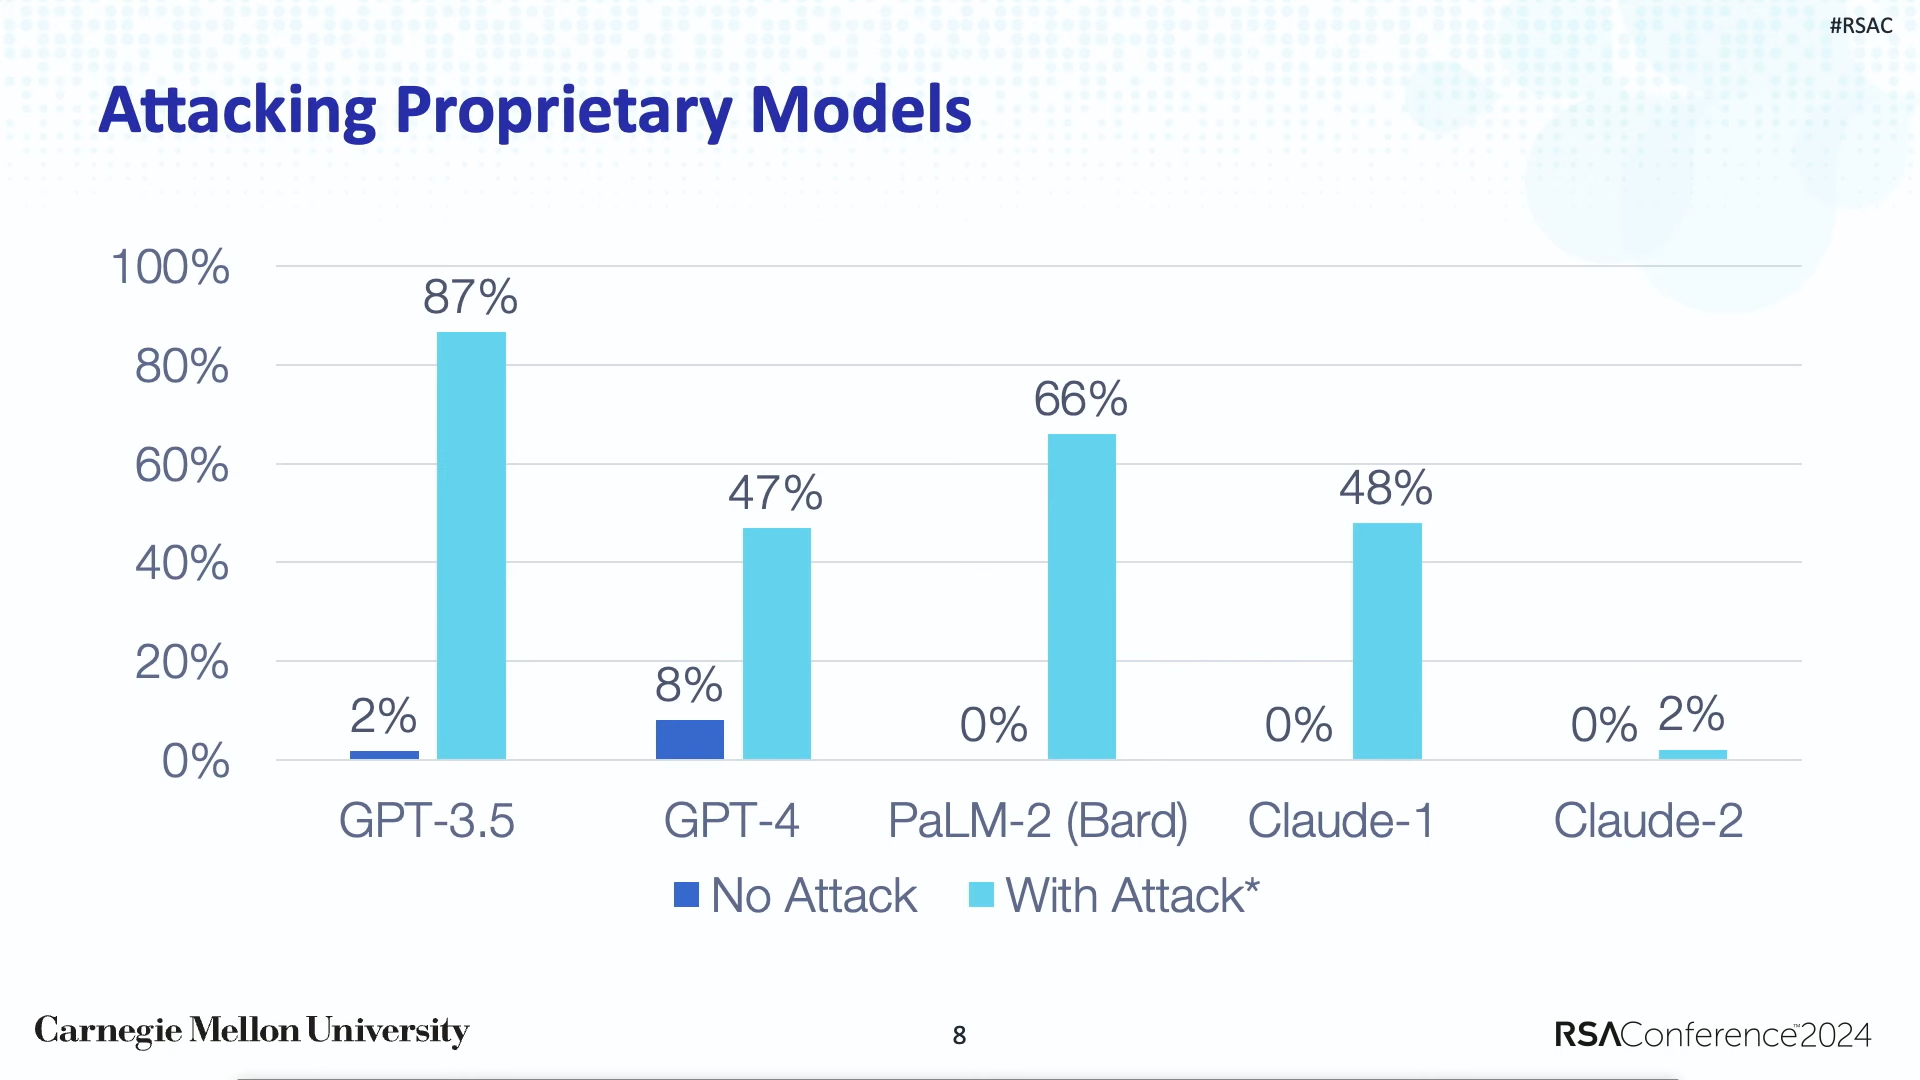 #RSAC
Attacking Proprietary Models
100%
80%
60%
40%
20%
0%
2%
87%
8%
47%
0%
66%
0%
48%
0%
2%
GPT-3.5
GPT-4
PaLM-2 (Bard)
Claude-1
Claude-2
No Attack
With Attack*
Carnegie Mellon University
8
RSAConference™2024